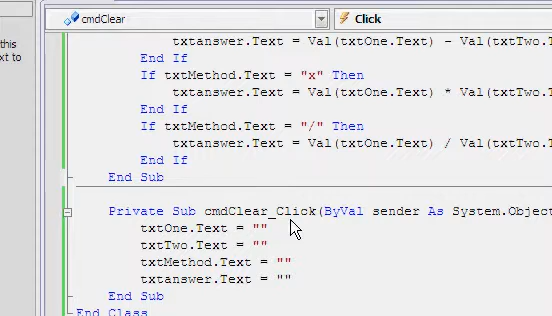 cmdClear Click
this
xt to
txtanswer.Text = Val(txtOne.Text) - Val(txtTwo.T
End If
If txtMethod.Text = "x" Then
txtanswer.Text = Val(txtOne.Text) * Val(txtTwo.T
End If
If txtMethod.Text = "/" Then
txtanswer.Text = Val(txtOne.Text) / Val(txtTwo.T
End If
End Sub
Private Sub cmdClear_Click(ByVal sender As System.Object
txtOne.Text = ""
txtTwo.Text = ""
txtMethod.Text = ""
txtanswer.Text = ""
End Sub
End Class